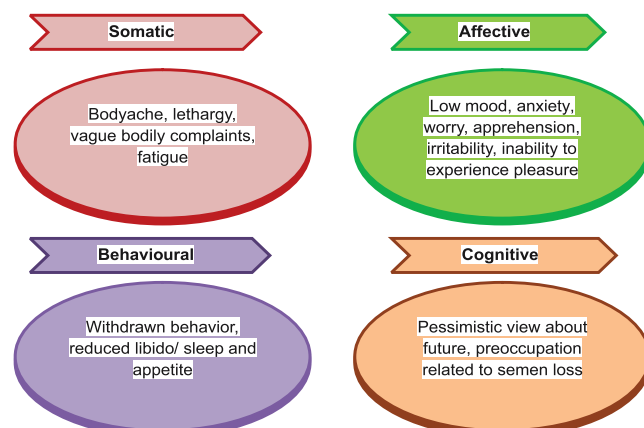 Somatic
Affective
Bodyache, lethargy,
vague bodily complaints,
fatigue
Low mood, anxiety,
worry, apprehension,
irritability, inability to
experience pleasure
Behavioural
Cognitive
Withdrawn behavior,
reduced libido/ sleep and
appetite
Pessimistic view about
future, preoccupation
related to semen loss